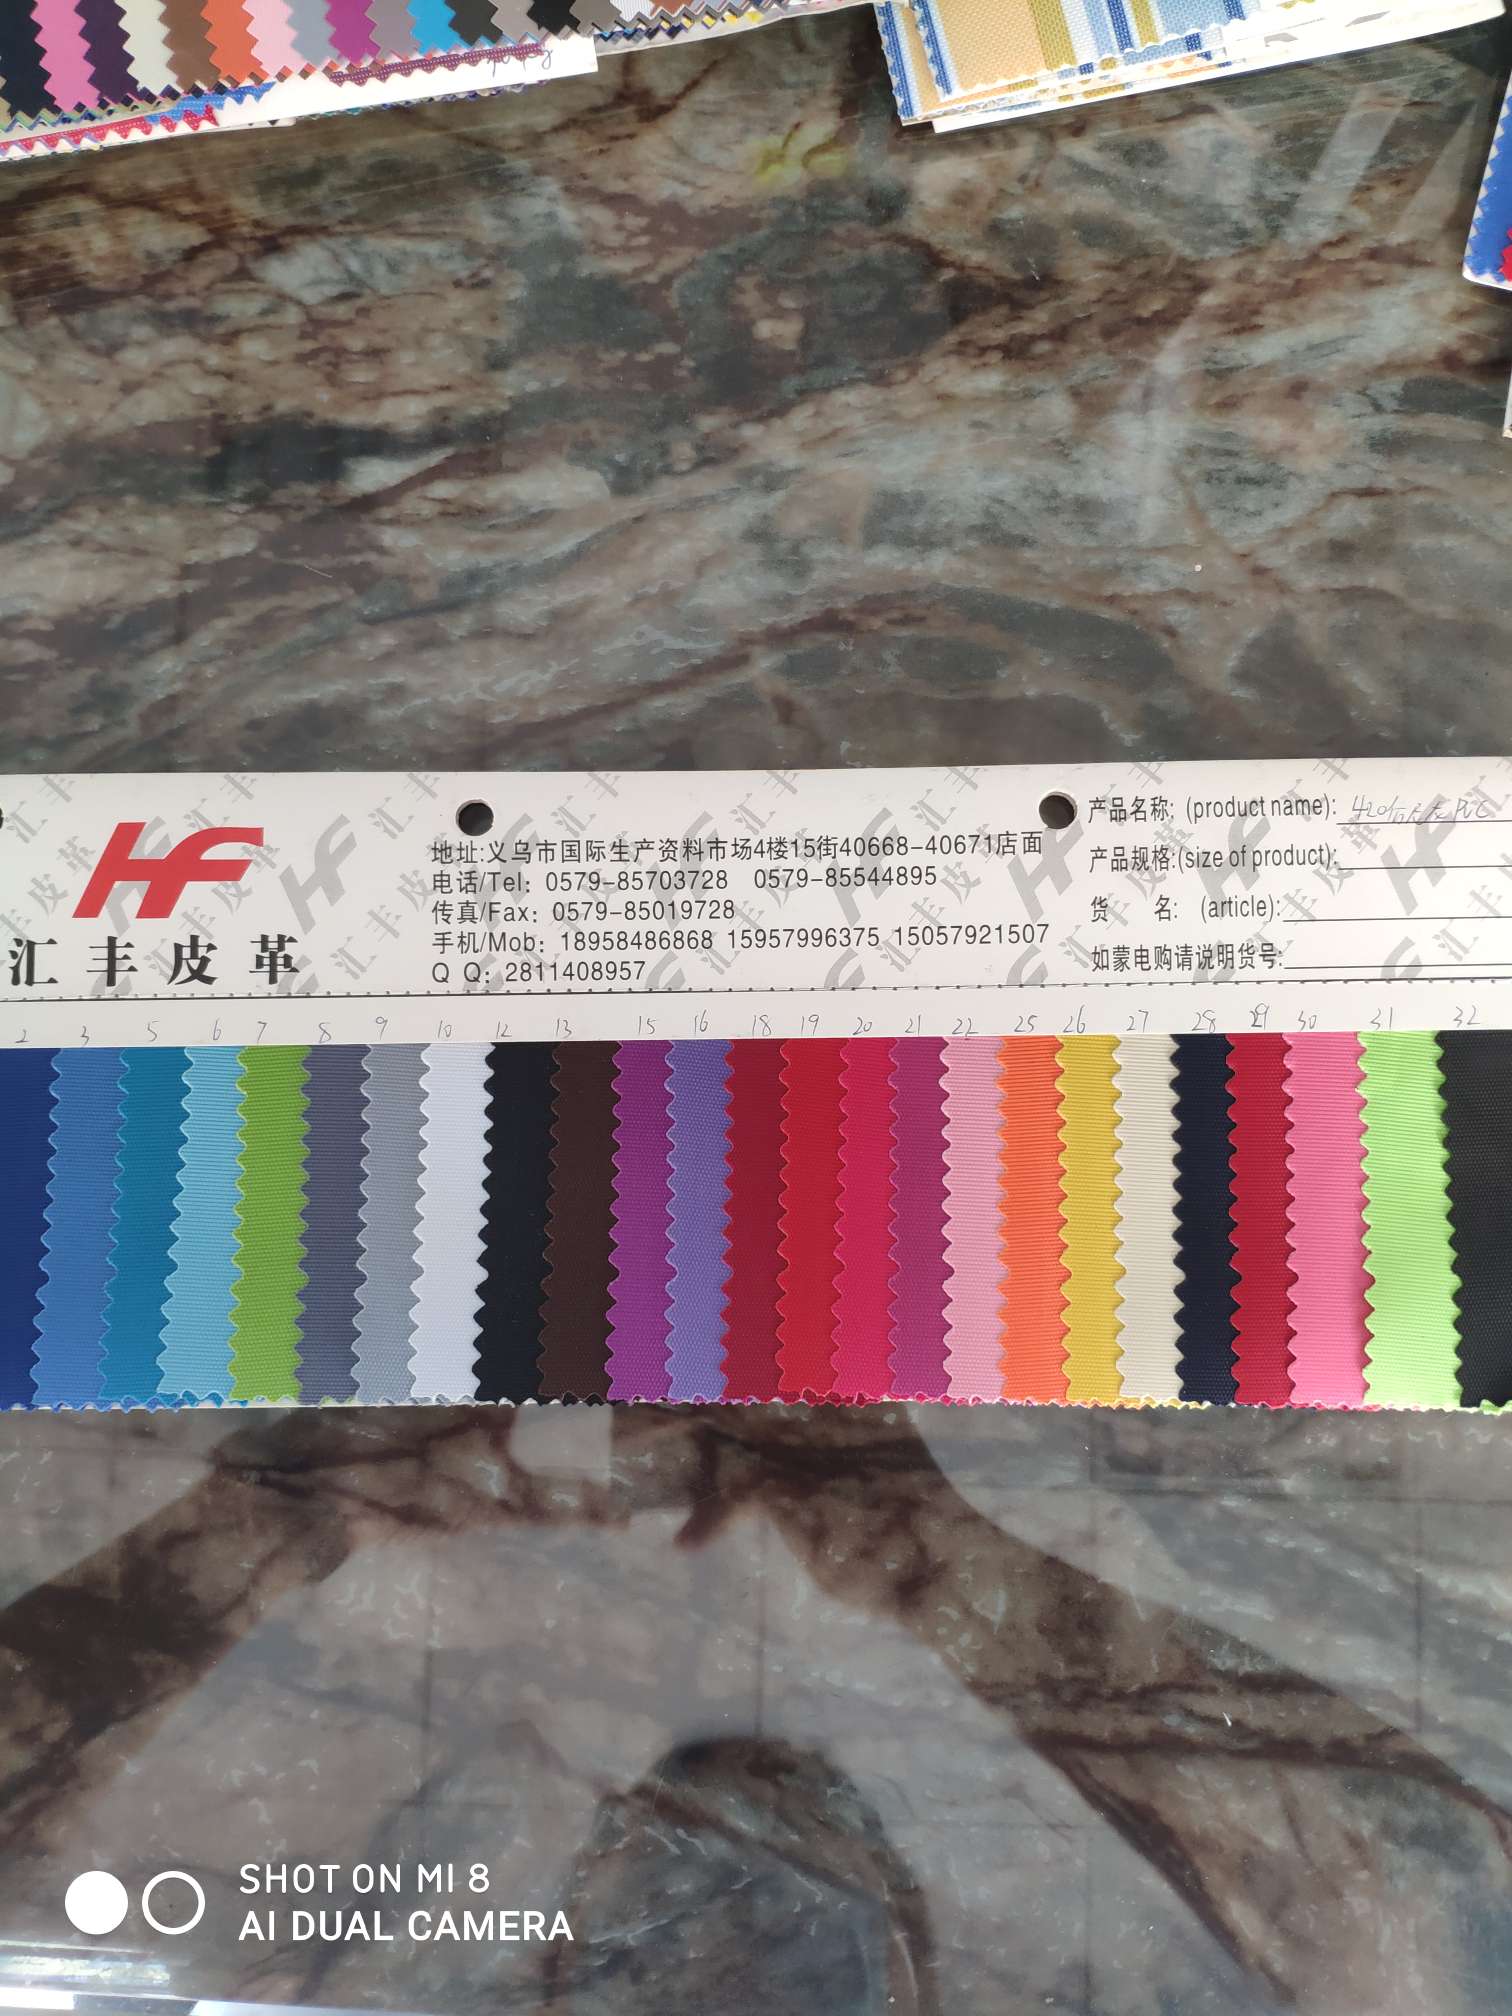 HF
汇丰皮革
地址:义乌市国际生产资料市场4楼15街40668-40671店面
电话/Tel: 0579-85703728 0579-85544895
传真/Fax: 0579-85019728
手机/Mob: 18958486868 15957996375 15057921507
Q Q: 2811408957
产品名称: (product name): 420 PVC
产品规格:(size of product):
货 名: (article):
如蒙电购请说明货号:
2 3 5 6 7 8 9 10 12 13 15 16 18 19 20 21 22 25 26 27 28 29 30 31 32
SHOT ON MI 8
AI DUAL CAMERA